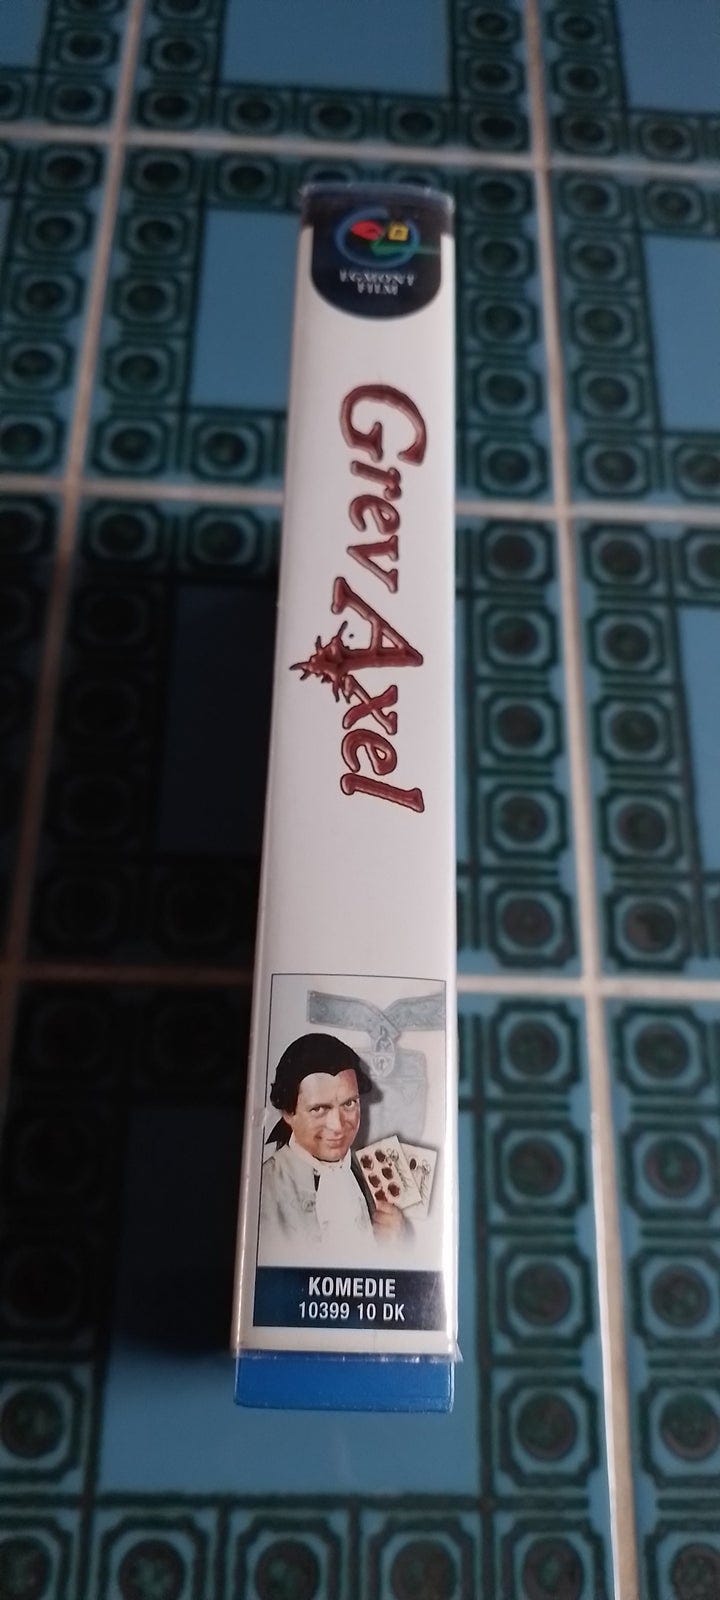 EGMONT
FILM
Grev Axel
KOMEDIE
10399 10 DK